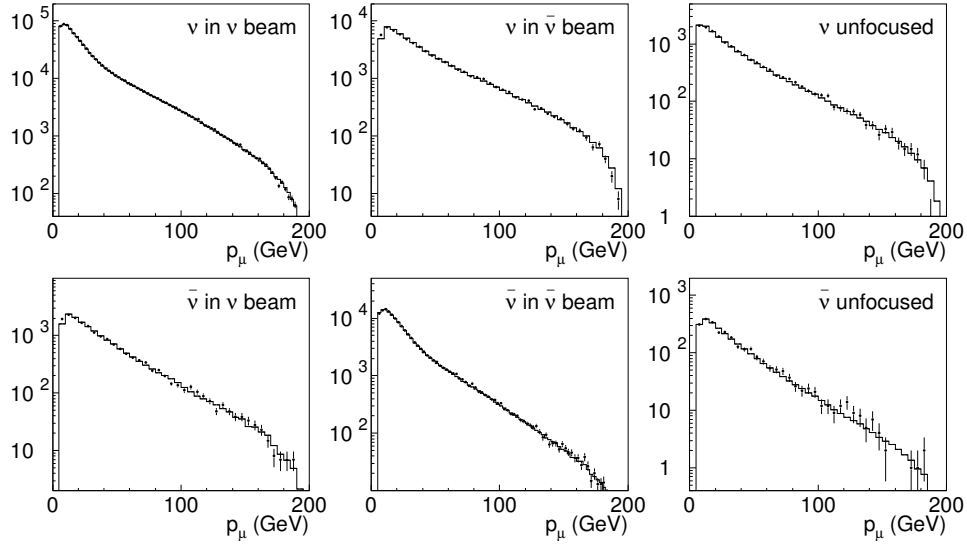 ν in ν beam
10^5
10^4
10^3
10^2
0 100 200
p_μ (GeV)
ν in ν̄ beam
10^4
10^3
10^2
10
0 100 200
p_μ (GeV)
ν unfocused
10^3
10^2
10
1
0 100 200
p_μ (GeV)
ν̄ in ν beam
10^3
10^2
10
0 100 200
p_μ (GeV)
ν̄ in ν̄ beam
10^4
10^3
10^2
0 100 200
p_μ (GeV)
ν̄ unfocused
10^3
10^2
10
1
0 100 200
p_μ (GeV)